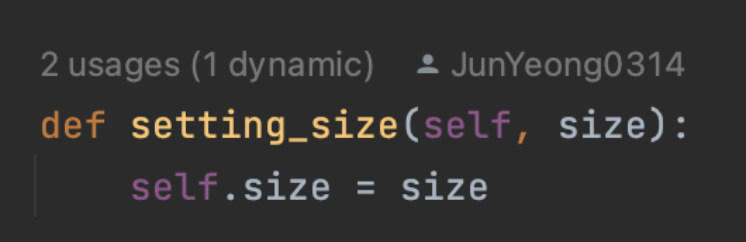 2 usages (1 dynamic) JunYeong0314
def setting_size(self, size):
    self.size = size